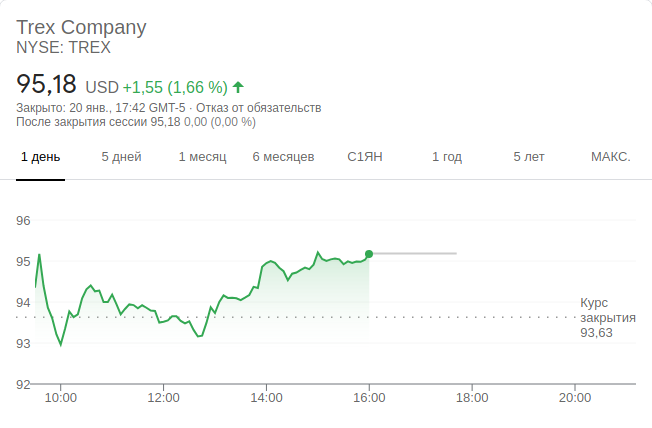 Trex Company
NYSE: TREX
95,18 USD +1,55 (1,66 %)
Закрыто: 20 янв., 17:42 GMT-5 · Отказ от обязательств
После закрытия сессии 95,18 0,00 (0,00 %)
1 день 5 дней 1 месяц 6 месяцев С1ЯН 1 год 5 лет МАКС.
96
95
94
93
92
Курс
закрытия
93,63
10:00 12:00 14:00 16:00 18:00 20:00